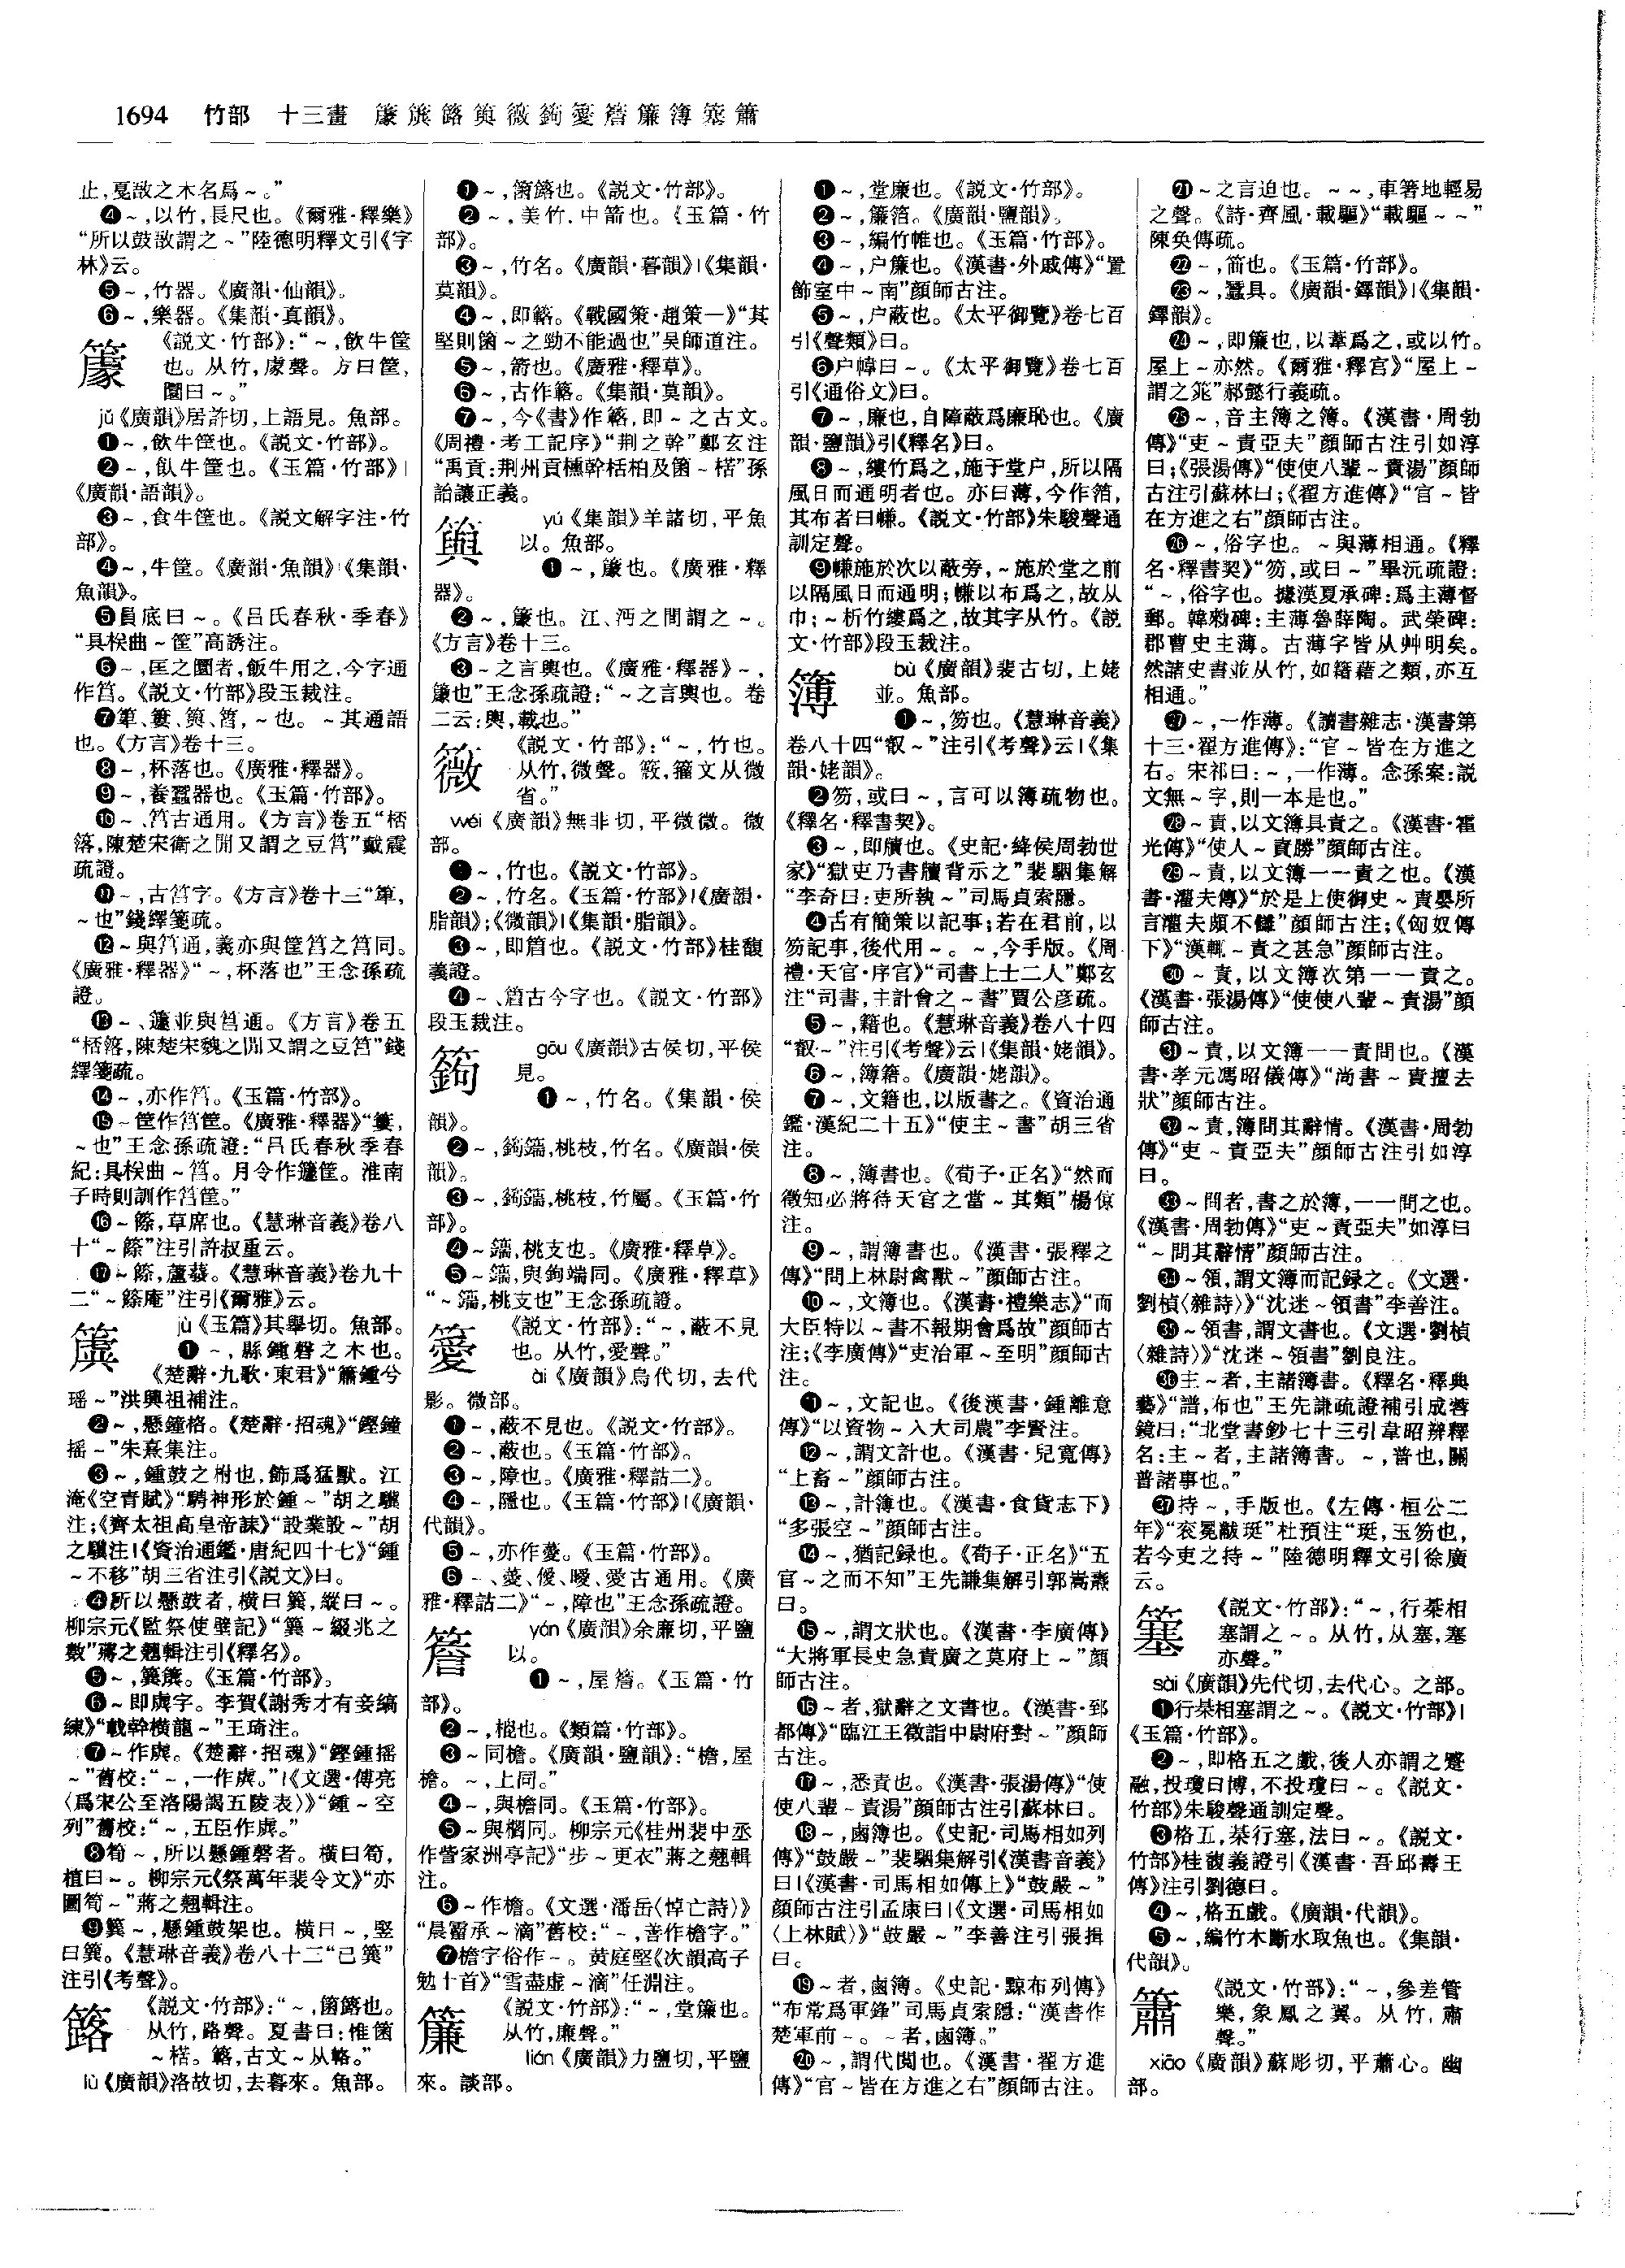 1694 竹部 十三畫 簴簱簬籅薇簼薆簷簾簿簺簫
止,戛敔之木名爲~。”
❹~,以竹,長尺也。《爾雅·釋樂》
“所以鼓敔謂之~”陸德明釋文引《字
林》云。
❺~,竹器。《廣韻·仙韻》。
❻~,樂器。《集韻·真韻》。
《説文·竹部》:“~,飲牛筐
也。从竹,豦聲。方曰筐,
圜曰~。”
jǔ《廣韻》居許切,上語見。魚部。
❶~,飲牛筐也。《説文·竹部》。
❷~,飤牛筐也。《玉篇·竹部》|
《廣韻·語韻》。
❸~,食牛筐也。《説文解字注·竹
部》。
❹~,牛筐。《廣韻·魚韻》|《集韻·
魚韻》。
❺員底曰~。《吕氏春秋·季春》
“具栚曲~筐”高誘注。
❻~,匡之圜者,飯牛用之,今字通
作筥。《説文·竹部》段玉裁注。
也。《方言》卷十三。
❽~,杯落也。《廣雅·釋器》。
❾~,養蠶器也。《玉篇·竹部》。
❿~、筥古通用。《方言》卷五“桮
落,陳楚宋衛之閒又謂之豆筥”戴震
疏證。
⓫~,古筥字。《方言》卷十三“箄,
~也”錢繹箋疏。
⓬~與筥通,義亦與筐筥之筥同。
《廣雅·釋器》“~,杯落也”王念孫疏
證。
⓭~、籧並與筥通。《方言》卷五
“桮落,陳楚宋魏之閒又謂之豆筥”錢
繹箋疏。
⓮~,亦作筥。《玉篇·竹部》。
⓯~筐作筥筐。《廣雅·釋器》“簍,
~也”王念孫疏證:“吕氏春秋季春
紀:具栚曲~筥。月令作籧筐。淮南
子時則訓作筥筐。”
⓰~篨,草席也。《慧琳音義》卷八
十“~篨”注引許叔重云。
⓱~篨,蘆䕠。《慧琳音義》卷九十
二“~篨庵”注引《爾雅》云。
簴
jù《玉篇》其舉切。魚部。
❶~,縣鍾磬之木也。
《楚辭·九歌·東君》“簫鍾兮
瑶~”洪興祖補注。
❷~,懸鐘格。《楚辭·招魂》“鏗鐘
摇~”朱熹集注。
❸~,鍾鼓之柎也,飾爲猛獸。江
淹《空青賦》“騁神形於鍾~”胡之驥
注;《齊太祖高皇帝誄》“設業設~”胡
之驥注|《資治通鑑·唐紀四十七》“鍾
~不移”胡三省注引《説文》曰。
❹所以懸鼓者,横曰簨,縱曰~。
柳宗元《監祭使壁記》“簨~綴兆之
數”蔣之翹輯注引《釋名》。
❺~,簨簴。《玉篇·竹部》。
❻~即虡字。李賀《謝秀才有妾縞
練》“戟幹横龍~”王琦注。
❼~作虡。《楚辭·招魂》“鏗鍾摇
~”舊校:“~,一作虡。”|《文選·傅亮
〈爲宋公至洛陽謁五陵表〉》“鍾~空
列”舊校:“~,五臣作虡。”
❽筍~,所以懸鍾磬者。横曰筍,
植曰~。柳宗元《祭萬年裴令文》“亦
圖筍~”蔣之翹輯注。
❾簨~,懸鍾鼓架也。横曰~,竪
曰簨。《慧琳音義》卷八十三“己簨”
注引《考聲》。
簬
《説文·竹部》:“~,箘簬也。
从竹,路聲。夏書曰:惟箘
~楛。簵,古文~从輅。”
lù《廣韻》洛故切,去暮來。魚部。
❶~,箘簬也。《説文·竹部》。
❷~,美竹,中箭也。《玉篇·竹
部》。
❸~,竹名。《廣韻·暮韻》|《集韻·
莫韻》。
❹~,即簵。《戰國策·趙策一》“其
堅則箘~之勁不能過也”吴師道注。
❺~,箭也。《廣雅·釋草》。
❻~,古作簵。《集韻·莫韻》。
❼~,今《書》作簵,即~之古文。
《周禮·考工記序》“荆之幹”鄭玄注
“禹貢:荆州貢櫄幹栝柏及箘~楛”孫
詒讓正義。
籅
yú《集韻》羊諸切,平魚
以。魚部。
❶~,簴也。《廣雅·釋
器》。
❷~,簴也。江、沔之間謂之~。
《方言》卷十三。
❸~之言輿也。《廣雅·釋器》“~,
簴也”王念孫疏證:“~之言輿也。卷
二云:輿,載也。”
《説文·竹部》:“~,竹也。
从竹,微聲。籔,籀文从微
省。”
wéi《廣韻》無非切,平微微。微
部。
❶~,竹也。《説文·竹部》。
❷~,竹名。《玉篇·竹部》|《廣韻·
脂韻》;《微韻》|《集韻·脂韻》。
❸~,即篃也。《説文·竹部》桂馥
義證。
❹~、篃古今字也。《説文·竹部》
段玉裁注。
gōu《廣韻》古侯切,平侯
見。
❶~,竹名。《集韻·侯
韻》。
❷~,簼簻,桃枝,竹名。《廣韻·侯
韻》。
部》。
❹~簻,桃支也。《廣雅·釋草》。
❺~簻,與鉤端同。《廣雅·釋草》
“~簻,桃支也”王念孫疏證。
《説文·竹部》:“~,蔽不見
也。从竹,愛聲。”
ài《廣韻》烏代切,去代
影。微部。
❶~,蔽不見也。《説文·竹部》。
❷~,蔽也。《玉篇·竹部》。
❸~,障也。《廣雅·釋詁二》。
❹~,隱也。《玉篇·竹部》|《廣韻·
代韻》。
❺~,亦作薆。《玉篇·竹部》。
❻~、薆、僾、曖、愛古通用。《廣
雅·釋詁二》“~,障也”王念孫疏證。
簷
yán《廣韻》余廉切,平鹽
以。
❶~,屋簷。《玉篇·竹
部》。
❷~,梍也。《類篇·竹部》。
❸~同檐。《廣韻·鹽韻》:“檐,屋
檐。~,上同。”
❹~,與檐同。《玉篇·竹部》。
❺~與櫩同。柳宗元《桂州裴中丞
作訾家洲亭記》“步~更衣”蔣之翹輯
注。
❻~作檐。《文選·潘岳〈悼亡詩〉》
“晨霤承~滴”舊校:“~,善作檐字。”
❼檐字俗作~。黄庭堅《次韻高子
勉十首》“雪盡虚~滴”任淵注。
簾
《説文·竹部》:“~,堂簾也。
从竹,廉聲。”
lián《廣韻》力鹽切,平鹽
來。談部。
❶~,堂廉也。《説文·竹部》。
❷~,簾箔。《廣韻·鹽韻》。
❸~,編竹帷也。《玉篇·竹部》。
❹~,户簾也。《漢書·外戚傳》“置
飾室中~南”顔師古注。
❺~,户蔽也。《太平御覽》卷七百
引《聲類》曰。
❻户幃曰~。《太平御覽》卷七百
引《通俗文》曰。
❼~,廉也,自障蔽爲廉恥也。《廣
韻·鹽韻》引《釋名》曰。
❽~,縷竹爲之,施于堂户,所以隔
風日而通明者也。亦曰薄,今作箔,
其布者曰㡘。《説文·竹部》朱駿聲通
訓定聲。
❾㡘施於次以蔽旁,~施於堂之前
以隔風日而通明;㡘以布爲之,故从
巾;~析竹縷爲之,故其字从竹。《説
文·竹部》段玉裁注。
簿
bù《廣韻》裴古切,上姥
並。魚部。
❶~,笏也。《慧琳音義》
卷八十四“叡~”注引《考聲》云|《集
韻·姥韻》。
❷笏,或曰~,言可以簿疏物也。
《釋名·釋書契》。
❸~,即牘也。《史記·絳侯周勃世
家》“獄吏乃書牘背示之”裴駰集解
“李奇曰:吏所執~”司馬貞索隱。
❹古有簡策以記事;若在君前,以
笏記事,後代用~。~,今手版。《周
禮·天官·序官》“司書上士二人”鄭玄
注“司書,主計會之~書”賈公彦疏。
❺~,籍也。《慧琳音義》卷八十四
“叡~”注引《考聲》云|《集韻·姥韻》。
❻~,簿籍。《廣韻·姥韻》。
❼~,文籍也,以版書之。《資治通
鑑·漢紀二十五》“使主~書”胡三省
注。
❽~,簿書也。《荀子·正名》“然而
徵知必將待天官之當~其類”楊倞
注。
❾~,謂簿書也。《漢書·張釋之
傳》“問上林尉禽獸~”顔師古注。
❿~,文簿也。《漢書·禮樂志》“而
大臣特以~書不報期會爲故”顔師古
注;《李廣傳》“吏治軍~至明”顔師古
注。
⓫~,文記也。《後漢書·鍾離意
傳》“以資物~入大司農”李賢注。
⓬~,謂文計也。《漢書·兒寬傳》
“上畜~”顔師古注。
⓭~,計簿也。《漢書·食貨志下》
“多張空~”顔師古注。
⓮~,猶記録也。《荀子·正名》“五
官~之而不知”王先謙集解引郭嵩燾
曰。
⓯~,謂文狀也。《漢書·李廣傳》
“大將軍長史急責廣之莫府上~”顔
師古注。
⓰~者,獄辭之文書也。《漢書·郅
都傳》“臨江王徵詣中尉府對~”顔師
古注。
⓱~,悉責也。《漢書·張湯傳》“使
使八輩~責湯”顔師古注引蘇林曰。
⓲~,鹵簿也。《史記·司馬相如列
傳》“鼓嚴~”裴駰集解引《漢書音義》
曰|《漢書·司馬相如傳上》“鼓嚴~”
顔師古注引孟康曰|《文選·司馬相如
〈上林賦〉》“鼓嚴~”李善注引張揖
曰。
⓳~者,鹵簿。《史記·黥布列傳》
“布常爲軍鋒”司馬貞索隱:“漢書作
楚軍前~。~者,鹵簿。”
⓴~,謂伐閲也。《漢書·翟方進
傳》“官~皆在方進之右”顔師古注。
㉑~之言迫也。~~,車箸地輕易
之聲。《詩·齊風·載驅》“載驅~~”
陳奂傳疏。
㉒~,笧也。《玉篇·竹部》。
㉓~,蠶具。《廣韻·鐸韻》|《集韻·
鐸韻》。
㉔~,即簾也,以葦爲之,或以竹。
屋上~亦然。《爾雅·釋宫》“屋上~
謂之筄”郝懿行義疏。
㉕~,音主簿之簿。《漢書·周勃
傳》“吏~責亞夫”顔師古注引如淳
曰;《張湯傳》“使使八輩~責湯”顔師
古注引蘇林曰;《翟方進傳》“官~皆
在方進之右”顔師古注。
㉖~,俗字也。~與薄相通。《釋
名·釋書契》“笏,或曰~”畢沅疏證:
“~,俗字也。據漢夏承碑:爲主薄督
郵。韓勑碑:主薄魯薛陶。武榮碑:
郡曹史主薄。古薄字皆从艸明矣。
然諸史書並从竹,如籍藉之類,亦互
相通。”
㉗~,一作薄。《讀書雜志·漢書第
十三·翟方進傳》:“官~皆在方進之
右。宋祁曰:~,一作薄。念孫案:説
文無~字,則一本是也。”
㉘~責,以文簿具責之。《漢書·霍
光傳》“使人~責勝”顔師古注。
㉙~責,以文簿一一責之也。《漢
書·灌夫傳》“於是上使御史~責嬰所
言灌夫頗不讎”顔師古注;《匈奴傳
下》“漢輒~責之甚急”顔師古注。
㉚~責,以文簿次第一一責之。
《漢書·張湯傳》“使使八輩~責湯”顔
師古注。
㉛~責,以文簿一一責問也。《漢
書·孝元馮昭儀傳》“尚書~責擅去
狀”顔師古注。
㉜~責,簿問其辭情。《漢書·周勃
傳》“吏~責亞夫”顔師古注引如淳
曰。
㉝~問者,書之於簿,一一問之也。
《漢書·周勃傳》“吏~責亞夫”如淳曰
“~問其辭情”顔師古注。
㉞~領,謂文簿而記録之。《文選·
劉楨〈雜詩〉》“沈迷~領書”李善注。
㉟~領書,謂文書也。《文選·劉楨
〈雜詩〉》“沈迷~領書”劉良注。
㊱主~者,主諸簿書。《釋名·釋典
藝》“譜,布也”王先謙疏證補引成蓉
鏡曰:“北堂書鈔七十三引韋昭辨釋
名:主~者,主諸簿書。~,普也,關
普諸事也。”
㊲持~,手版也。《左傳·桓公二
年》“衮冕黻珽”杜預注“珽,玉笏也,
若今吏之持~”陸德明釋文引徐廣
云。
簺
《説文·竹部》:“~,行棊相
塞謂之~。从竹,从塞,塞
亦聲。”
sài《廣韻》先代切,去代心。之部。
❶行棊相塞謂之~。《説文·竹部》|
《玉篇·竹部》。
❷~,即格五之戲,後人亦謂之蹙
融,投瓊曰博,不投瓊曰~。《説文·
竹部》朱駿聲通訓定聲。
❸格五,棊行塞,法曰~。《説文·
竹部》桂馥義證引《漢書·吾邱壽王
傳》注引劉德曰。
❹~,格五戲。《廣韻·代韻》。
❺~,編竹木斷水取魚也。《集韻·
代韻》。
簫
《説文·竹部》:“~,參差管
樂,象鳳之翼。从竹,肅
聲。”
xiāo《廣韻》蘇彫切,平蕭心。幽
部。